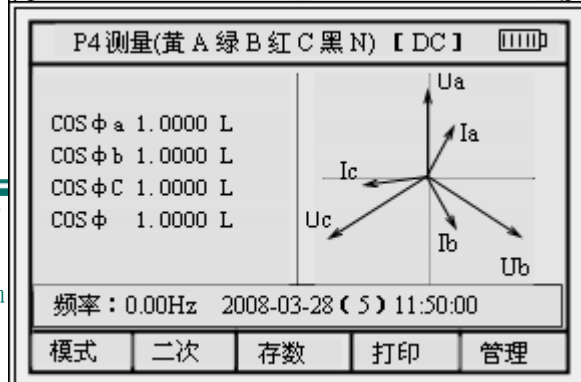 P4测量(黄A绿B红C黑N)【DC】
COSφa 1.0000 L
COSφb 1.0000 L
COSφC 1.0000 L
COSφ 1.0000 L
Ua
Ia
Ic
Uc
Ib
Ub
频率：0.00Hz 2008-03-28(5)11:50:00
模式 二次 存数 打印 管理